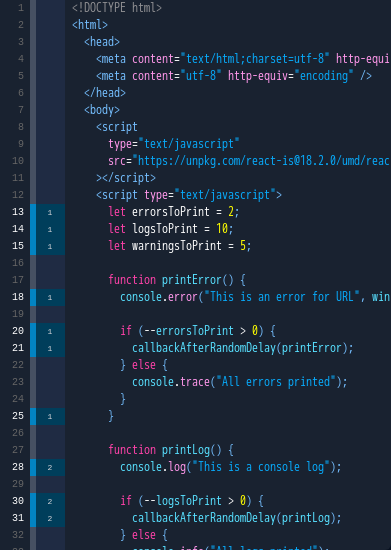 1 <!DOCTYPE html>
2 <html>
3 <head>
4 <meta content="text/html;charset=utf-8" http-equi
5 <meta content="utf-8" http-equiv="encoding" />
6 </head>
7 <body>
8 <script
9 type="text/javascript"
10 src="https://unpkg.com/react-is@18.2.0/umd/reac
11 ></script>
12 <script type="text/javascript">
13 1 let errorsToPrint = 2;
14 1 let logsToPrint = 10;
15 1 let warningsToPrint = 5;
16
17 function printError() {
18 1 console.error("This is an error for URL", win
19
20 1 if (--errorsToPrint > 0) {
21 1 callbackAfterRandomDelay(printError);
22 } else {
23 console.trace("All errors printed");
24 }
25 1 }
26
27 function printLog() {
28 2 console.log("This is a console log");
29
30 2 if (--logsToPrint > 0) {
31 2 callbackAfterRandomDelay(printLog);
32 } else {
console.info("All logs printed");